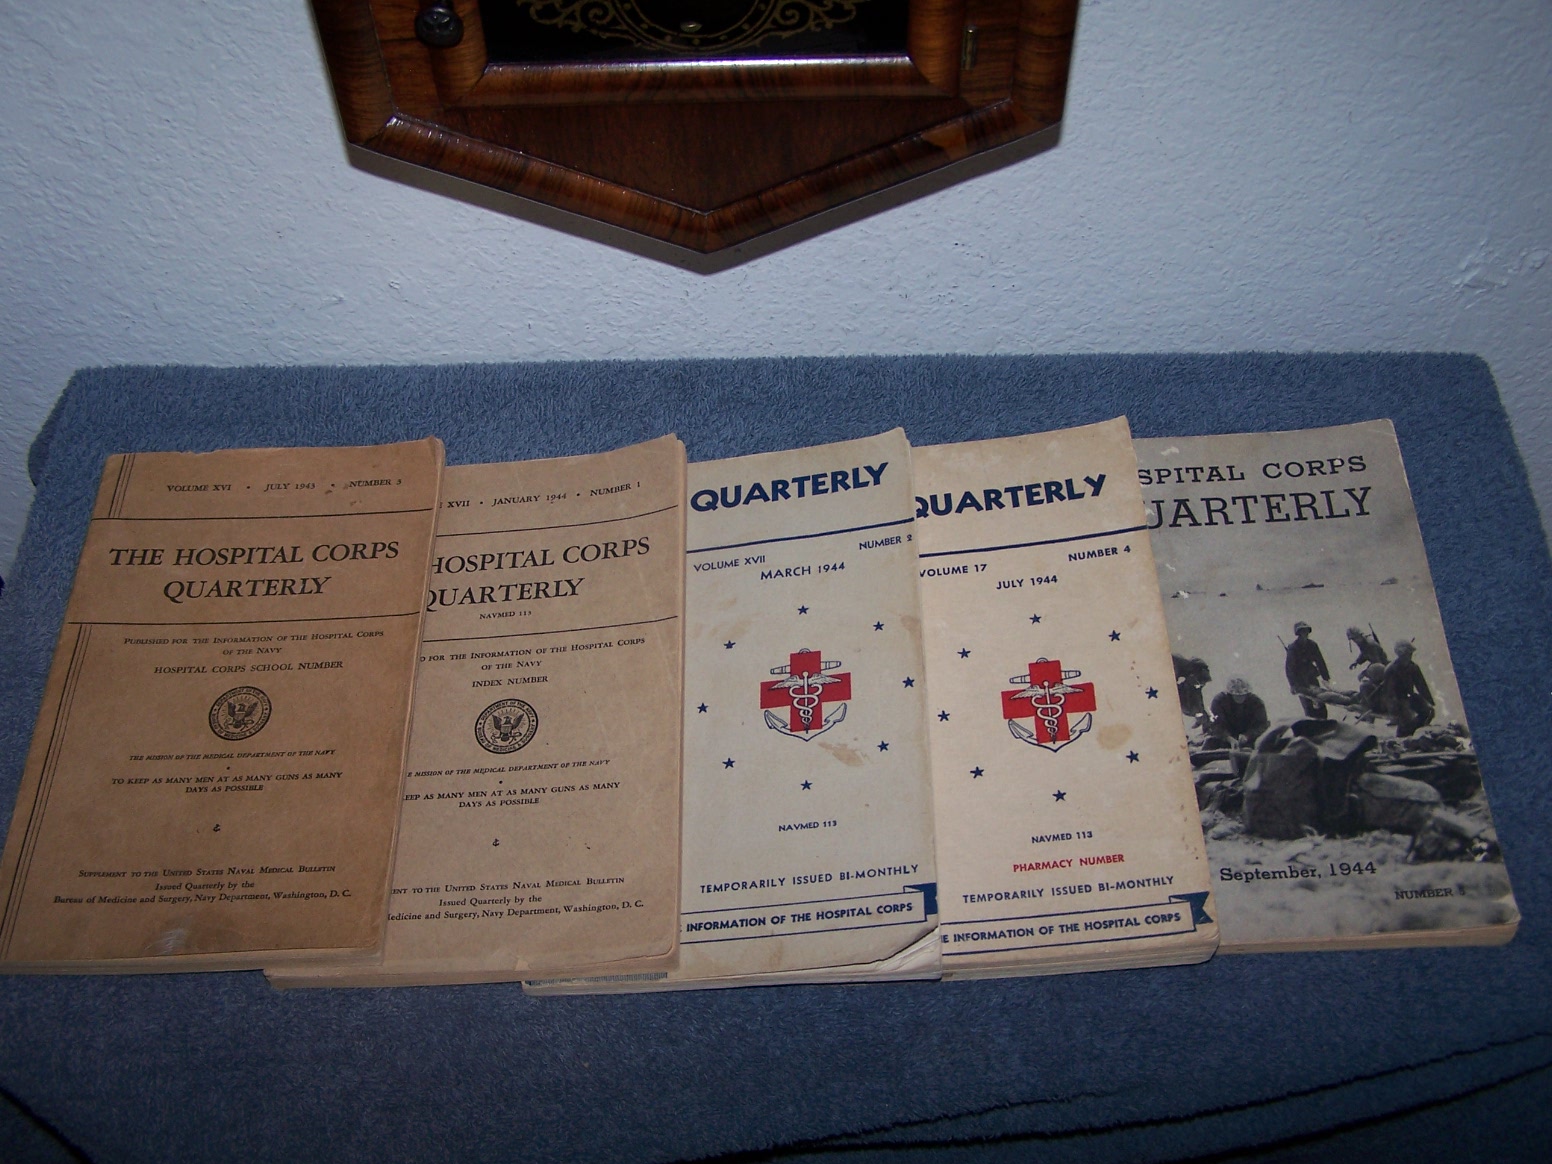 VOLUME XVI • JULY 1943 • NUMBER 3
THE HOSPITAL CORPS
QUARTERLY
PUBLISHED FOR THE INFORMATION OF THE HOSPITAL CORPS
OF THE NAVY
HOSPITAL CORPS SCHOOL NUMBER
THE MISSION OF THE MEDICAL DEPARTMENT OF THE NAVY
TO KEEP AS MANY MEN AT AS MANY GUNS AS MANY
DAYS AS POSSIBLE
SUPPLEMENT TO THE UNITED STATES NAVAL MEDICAL BULLETIN
Issued Quarterly by the
Bureau of Medicine and Surgery, Navy Department, Washington, D. C.
XVII • JANUARY 1944 • NUMBER 1
HOSPITAL CORPS
QUARTERLY
NAVMED 113
D FOR THE INFORMATION OF THE HOSPITAL CORPS
OF THE NAVY
INDEX NUMBER
E MISSION OF THE MEDICAL DEPARTMENT OF THE NAVY
EEP AS MANY MEN AT AS MANY GUNS AS MANY
DAYS AS POSSIBLE
ENT TO THE UNITED STATES NAVAL MEDICAL BULLETIN
Issued Quarterly by the
Medicine and Surgery, Navy Department, Washington, D. C.
QUARTERLY
VOLUME XVII NUMBER 2
MARCH 1944
NAVMED 113
TEMPORARILY ISSUED BI-MONTHLY
E INFORMATION OF THE HOSPITAL CORPS
QUARTERLY
VOLUME 17 NUMBER 4
JULY 1944
NAVMED 113
PHARMACY NUMBER
TEMPORARILY ISSUED BI-MONTHLY
E INFORMATION OF THE HOSPITAL CORPS
SPITAL CORPS
UARTERLY
September, 1944
NUMBER 5